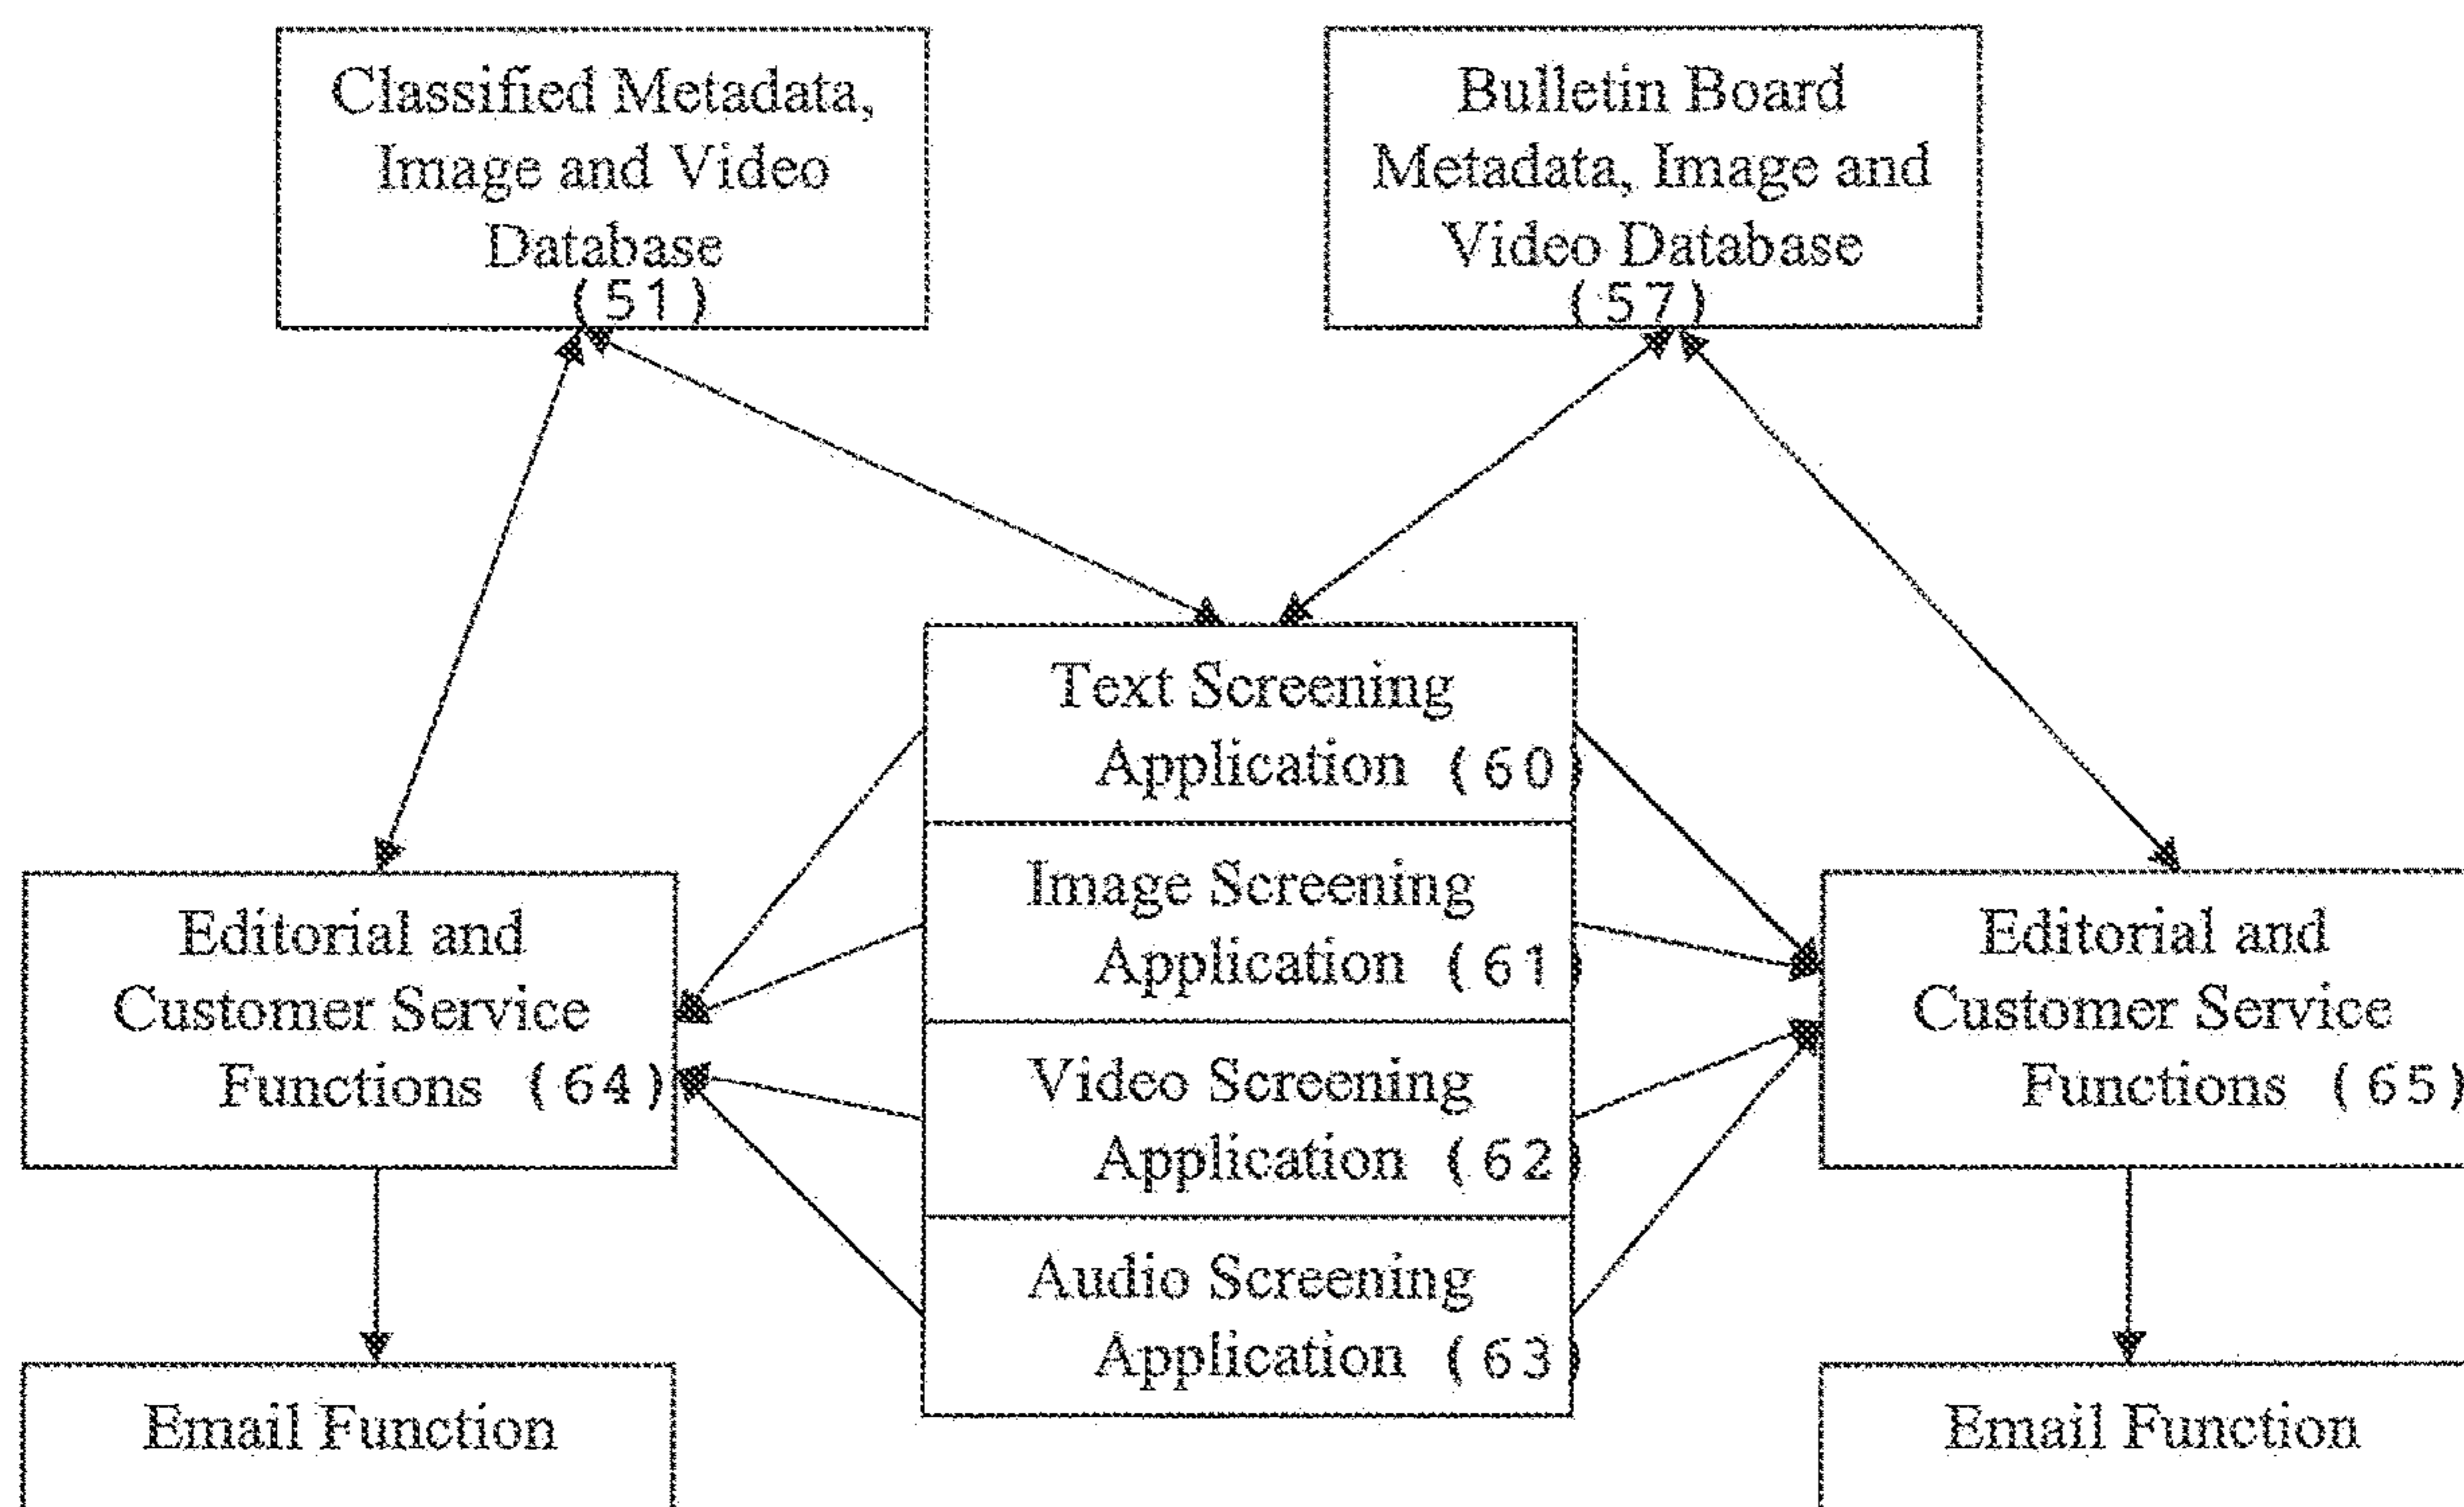 Classified Metadata,
Image and Video
Database
(51)
Bulletin Board
Metadata, Image and
Video Database
(57)
Text Screening
Application (60)
Image Screening
Application (61)
Video Screening
Application (62)
Audio Screening
Application (63)
Editorial and
Customer Service
Functions (64)
Editorial and
Customer Service
Functions (65)
Email Function
Email Function